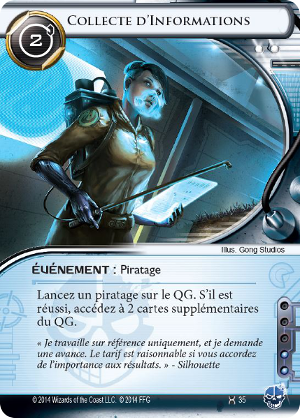 COLLECTE D'INFORMATIONS
2
Illus. Gong Studios
ÉVÉNEMENT : Piratage
Lancez un piratage sur le QG. S'il est
réussi, accédez à 2 cartes supplémentaires
du QG.
« Je travaille sur référence uniquement, et je demande
une avance. Le tarif est raisonnable si vous accordez
de l'importance aux résultats. » - Silhouette
© 2014 Wizards of the Coast LLC. © 2014 FFG
35